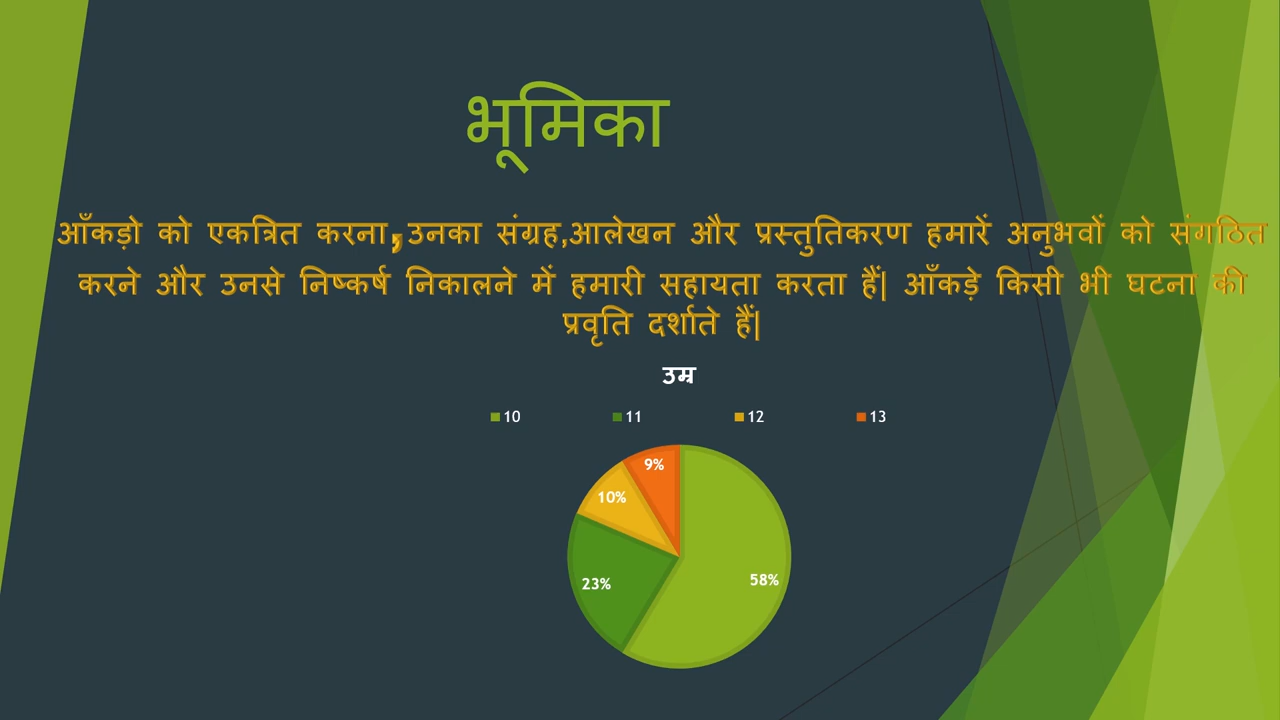 भूमिका
आँकड़ो को एकत्रित करना,उनका संग्रह,आलेखन और प्रस्तुतिकरण हमारें अनुभवों को संगठित
करने और उनसे निष्कर्ष निकालने में हमारी सहायता करता हैं| आँकड़े किसी भी घटना की
प्रवृति दर्शाते हैं|
उम्र
10 11 12 13
9%
10%
23%
58%